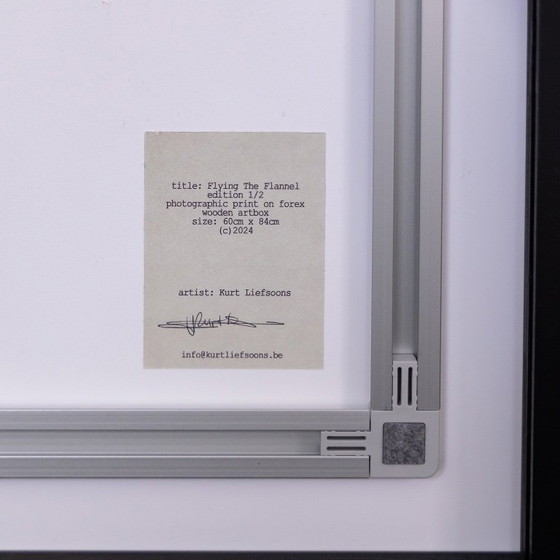 title: Flying The Flannel
edition 1/2
photographic print on forex
wooden artbox
size: 60cm x 84cm
(c)2024
artist: Kurt Liefsoons
info@kurtliefsoons.be